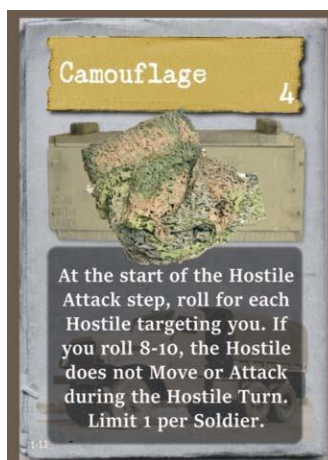 Camouflage
4
At the start of the Hostile
Attack step, roll for each
Hostile targeting you. If
you roll 8-10, the Hostile
does not Move or Attack
during the Hostile Turn.
Limit 1 per Soldier.